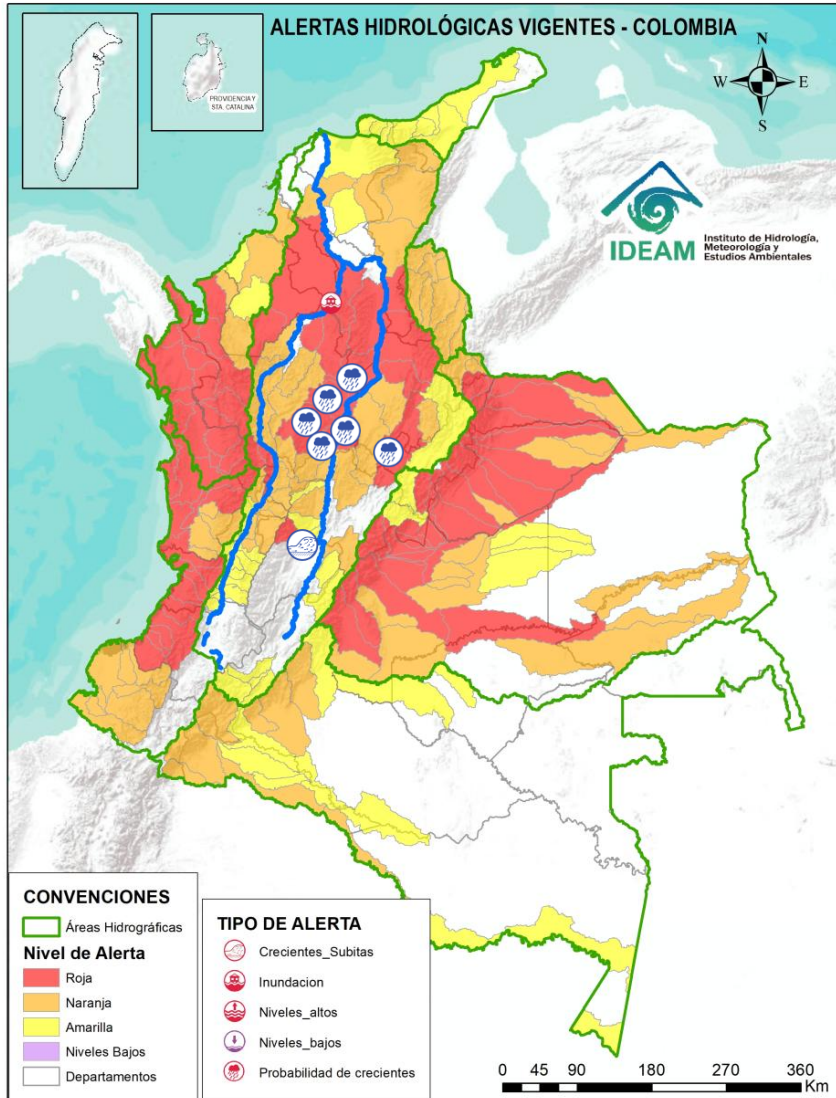 ALERTAS HIDROLÓGICAS VIGENTES - COLOMBIA
PROVIDENCIA Y
STA. CATALINA
N
W
E
S
IDEAM
Instituto de Hidrología,
Meteorología y
Estudios Ambientales
CONVENCIONES
Áreas Hidrográficas
Nivel de Alerta
Roja
Naranja
Amarilla
Niveles Bajos
Departamentos
TIPO DE ALERTA
Crecientes_Subitas
Inundacion
Niveles_altos
Niveles_bajos
Probabilidad de crecientes
0 45 90 180 270 360
Km